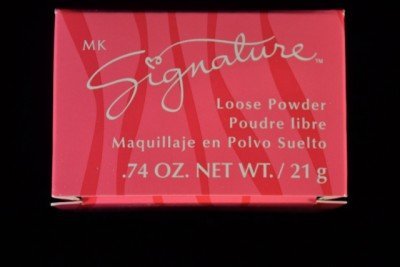 MK
Signature™
Loose Powder
Poudre libre
Maquillaje en Polvo Suelto
.74 OZ. NET WT. / 21 g